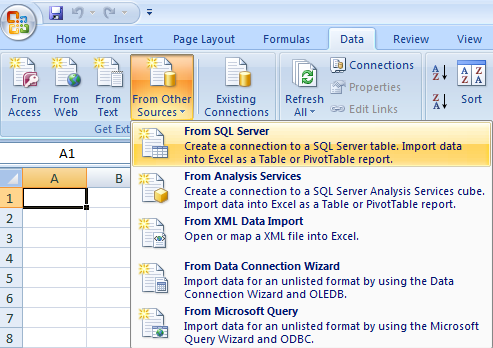 Home Insert Page Layout Formulas Data Review View
From Access
From Web
From Text
From Other Sources
Existing Connections
Refresh All
Connections
Properties
Edit Links
Sort
Get Ext
A1
A B
1
2
3
4
5
6
7
8
From SQL Server
Create a connection to a SQL Server table. Import data
into Excel as a Table or PivotTable report.
From Analysis Services
Create a connection to a SQL Server Analysis Services cube.
Import data into Excel as a Table or PivotTable report.
From XML Data Import
Open or map a XML file into Excel.
From Data Connection Wizard
Import data for an unlisted format by using the Data
Connection Wizard and OLEDB.
From Microsoft Query
Import data for an unlisted format by using the Microsoft
Query Wizard and ODBC.